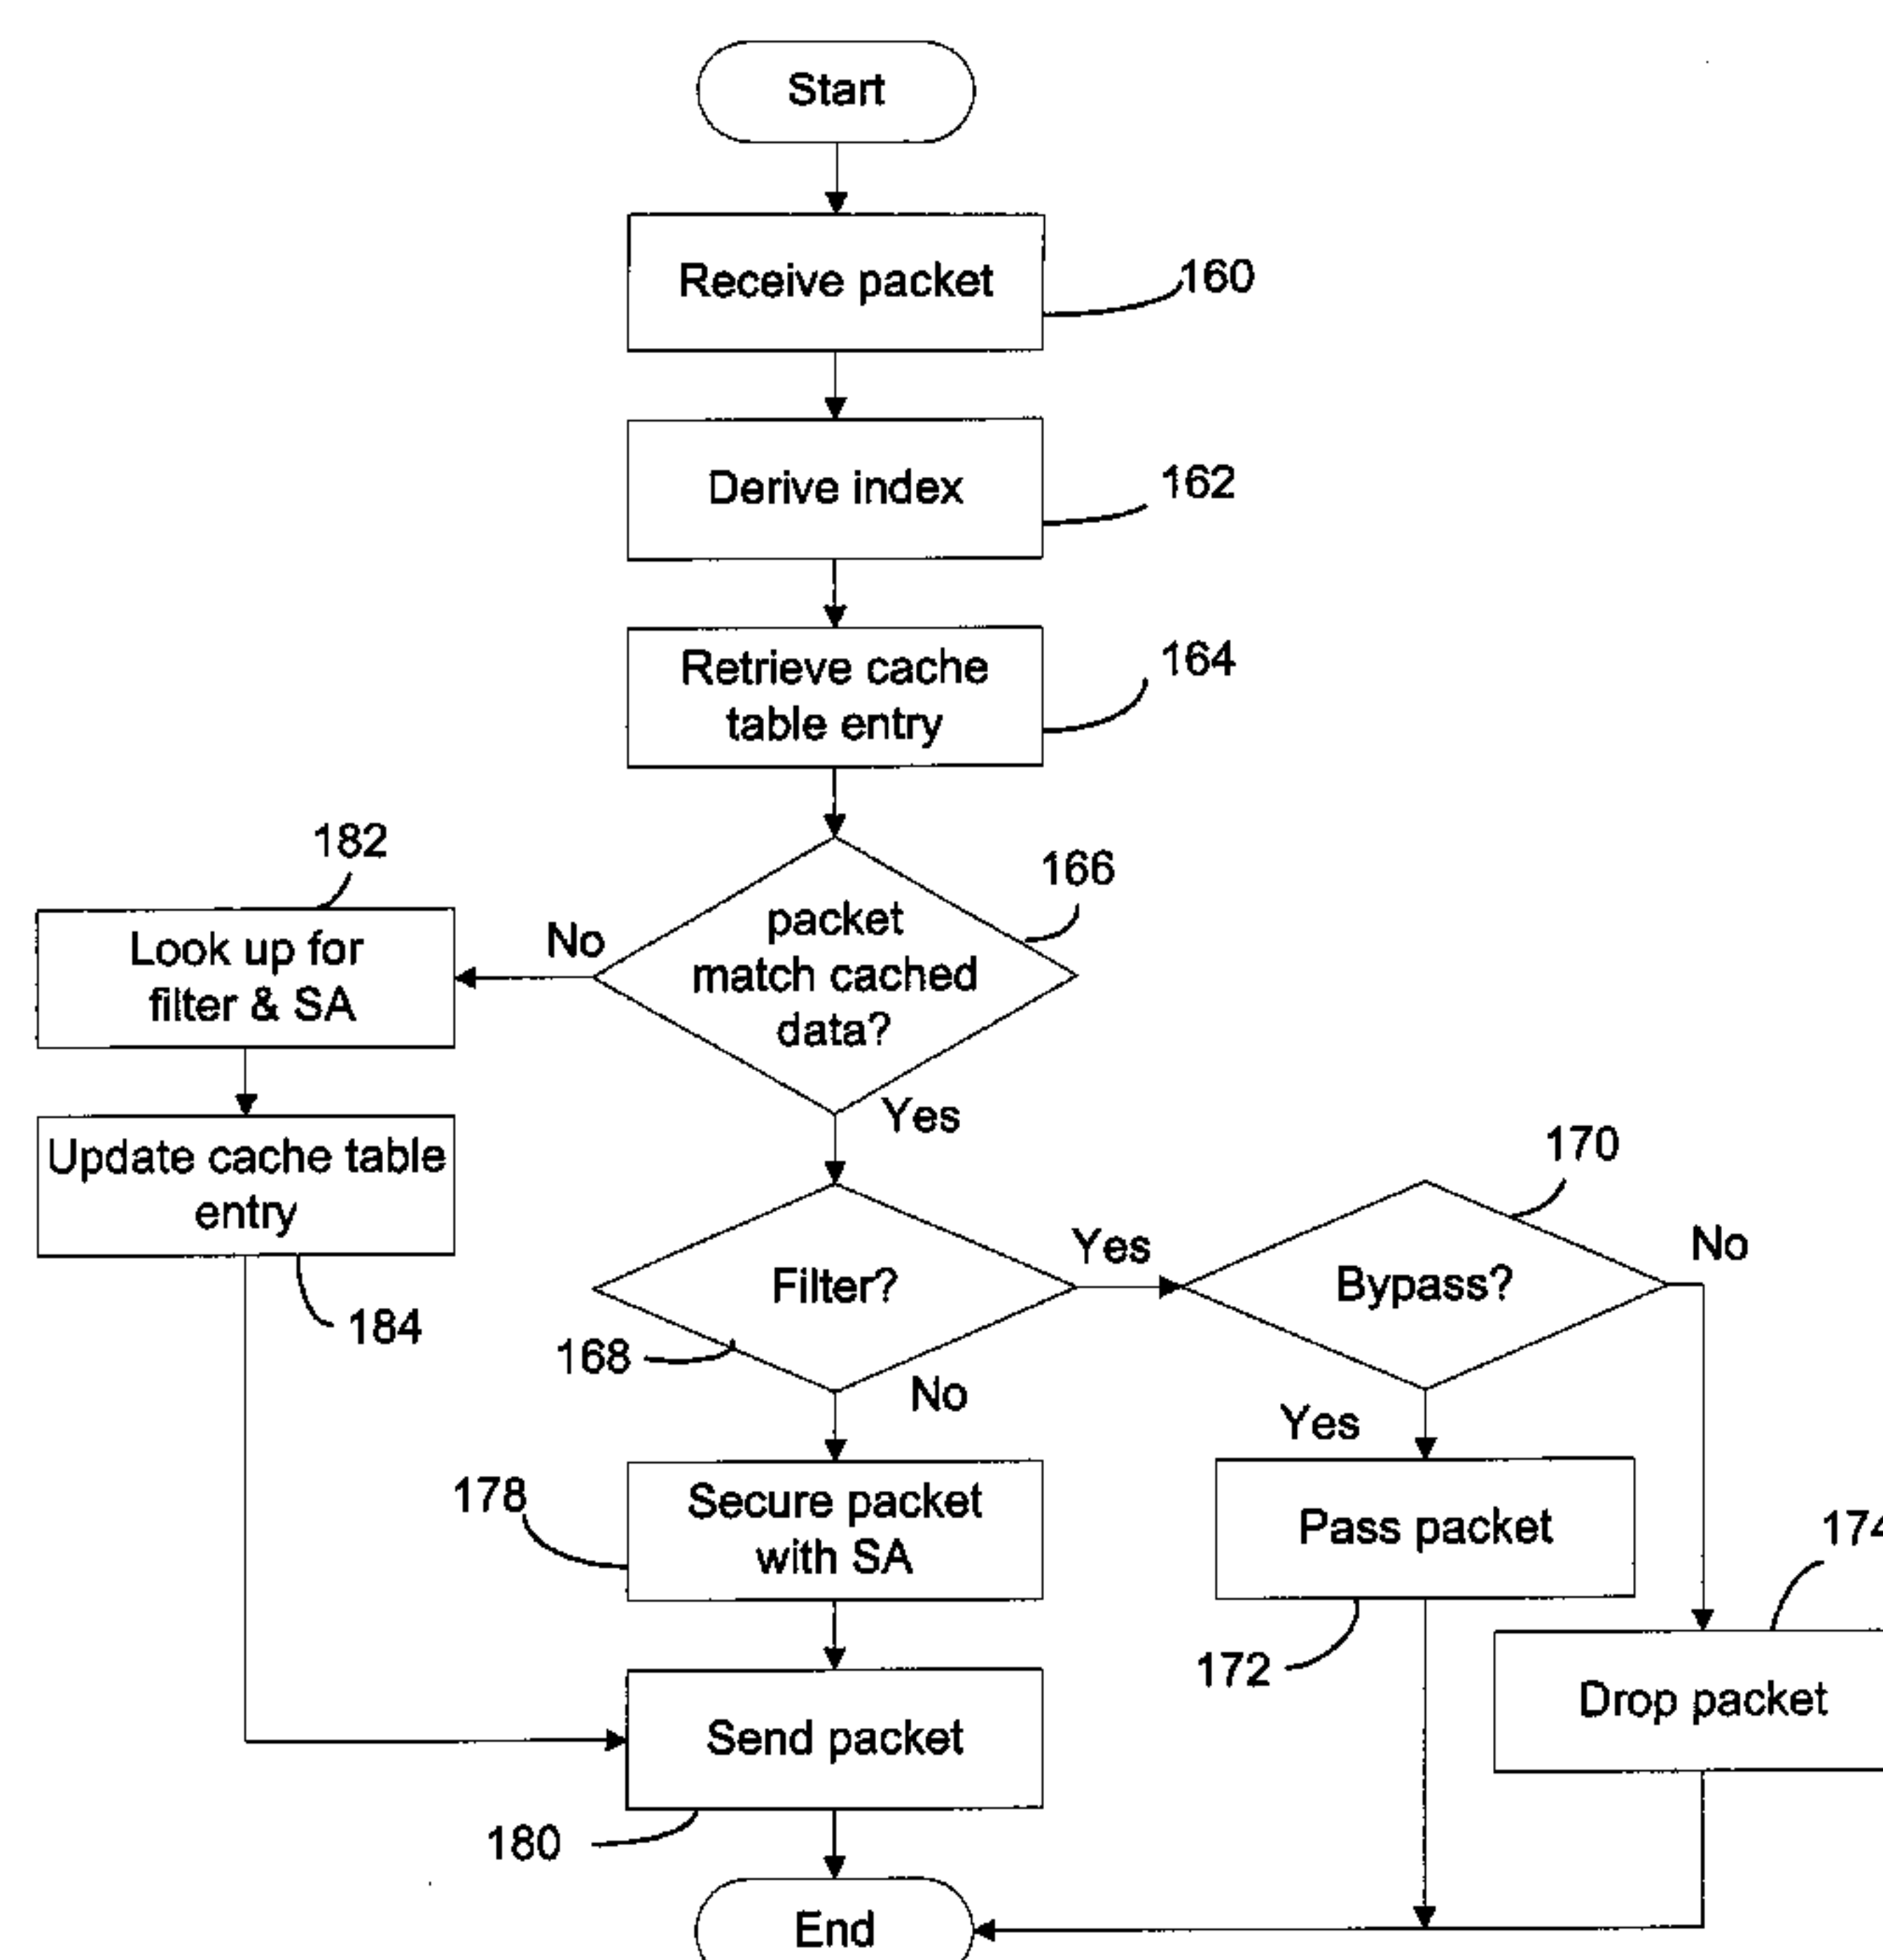 Start
Receive packet
160
Derive index
162
Retrieve cache
table entry
164
182
166
Look up for
filter & SA
No
packet
match cached
data?
Yes
Update cache table
entry
184
170
Filter?
168
Yes
Bypass?
No
No
Yes
178
Secure packet
with SA
Pass packet
172
174
Drop packet
Send packet
180
End